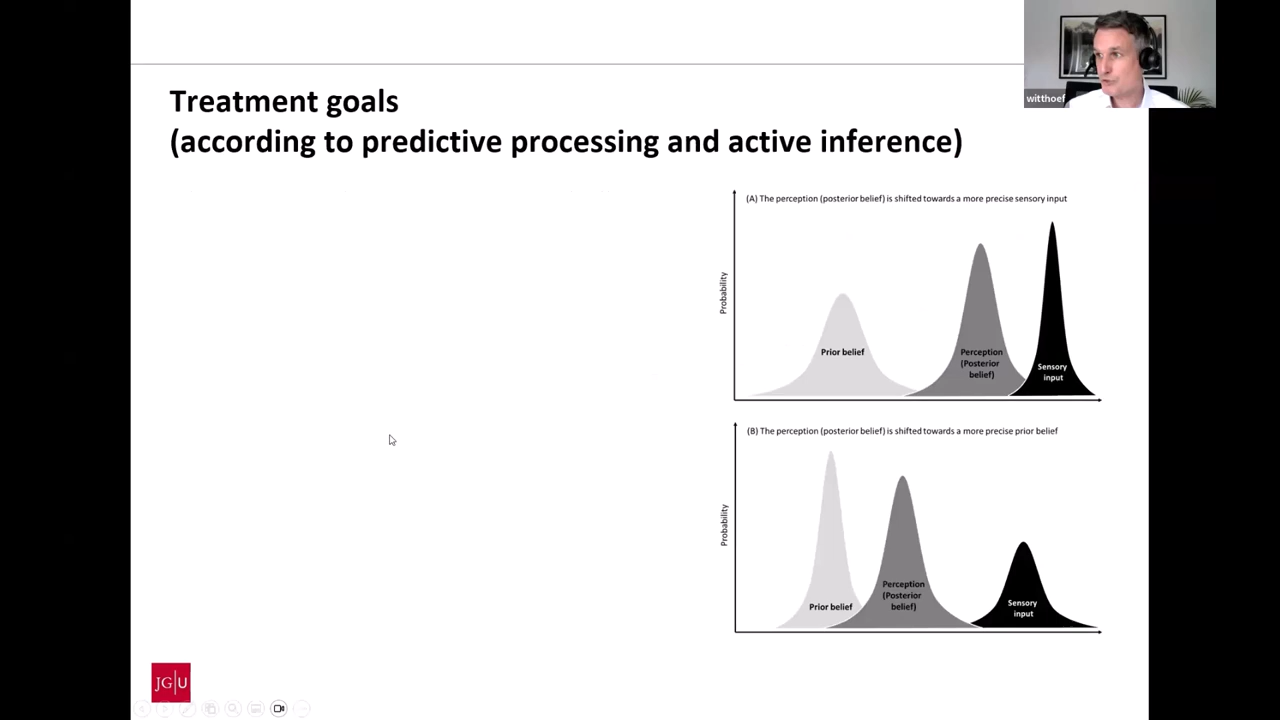 witthoef
Treatment goals
(according to predictive processing and active inference)
(A) The perception (posterior belief) is shifted towards a more precise sensory input
Probability
Prior belief
Perception
(Posterior
belief)
Sensory
input
(B) The perception (posterior belief) is shifted towards a more precise prior belief
Probability
Prior belief
Perception
(Posterior
belief)
Sensory
input
JG|U